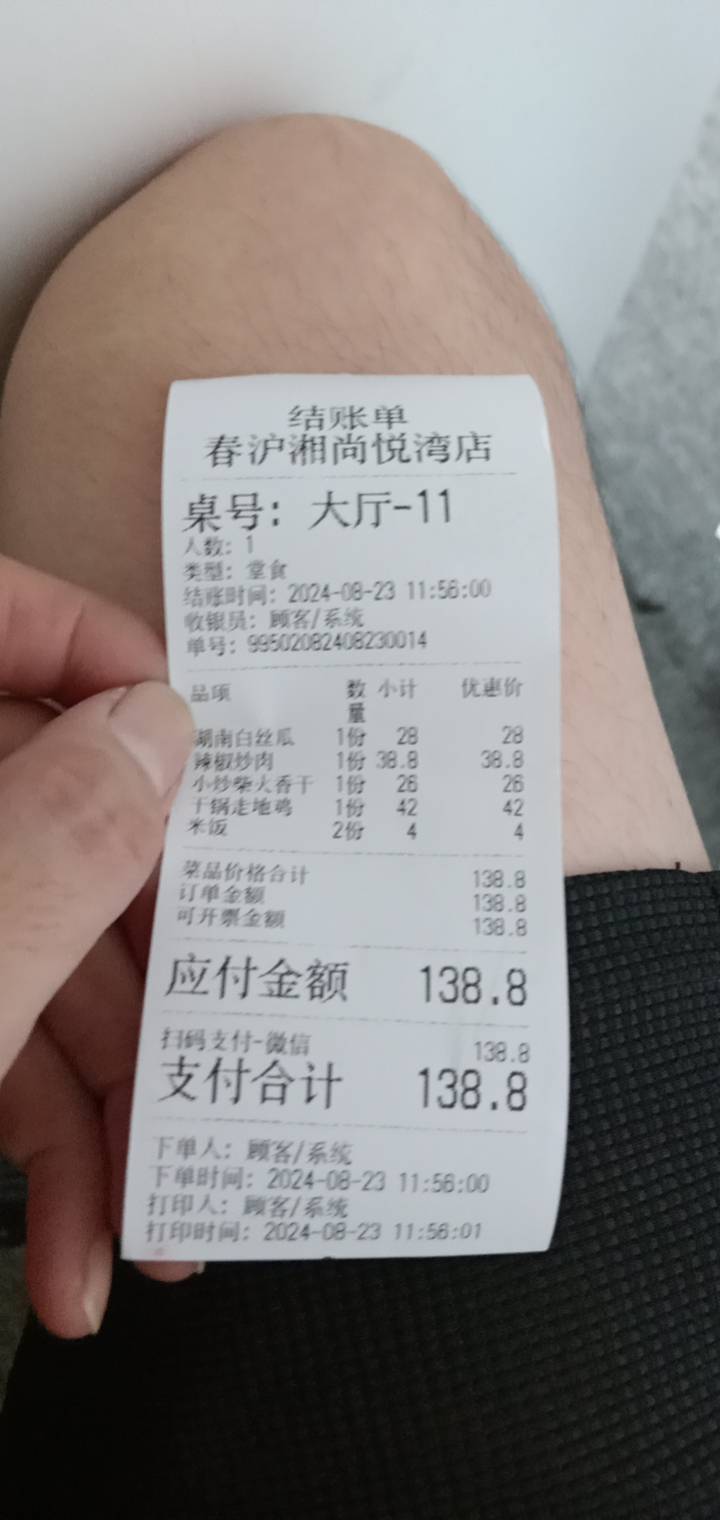 结账单
春沪湘尚悦湾店
桌号: 大厅-11
人数: 1
类型: 堂食
结账时间: 2024-08-23 11:56:00
收银员: 顾客/系统
单号: 99502082408230014
品项 数量 小计 优惠价
湖南白丝瓜 1份 28 28
辣椒炒肉 1份 38.8 38.8
小炒柴火香干 1份 26 26
干锅走地鸡 1份 42 42
米饭 2份 4 4
菜品价格合计 138.8
订单金额 138.8
可开票金额 138.8
应付金额 138.8
扫码支付-微信 138.8
支付合计 138.8
下单人: 顾客/系统
下单时间: 2024-08-23 11:56:00
打印人: 顾客/系统
打印时间: 2024-08-23 11:56:01